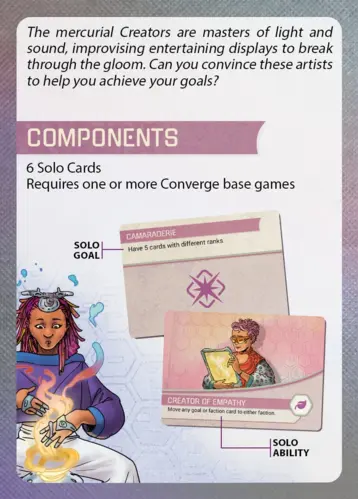 The mercurial Creators are masters of light and
sound, improvising entertaining displays to break
through the gloom. Can you convince these artists
to help you achieve your goals?
COMPONENTS
6 Solo Cards
Requires one or more Converge base games
SOLO
GOAL
CAMARADERIE
Have 5 cards with different ranks.
CREATOR OF EMPATHY
Move any goal or faction card to either faction.
SOLO
ABILITY